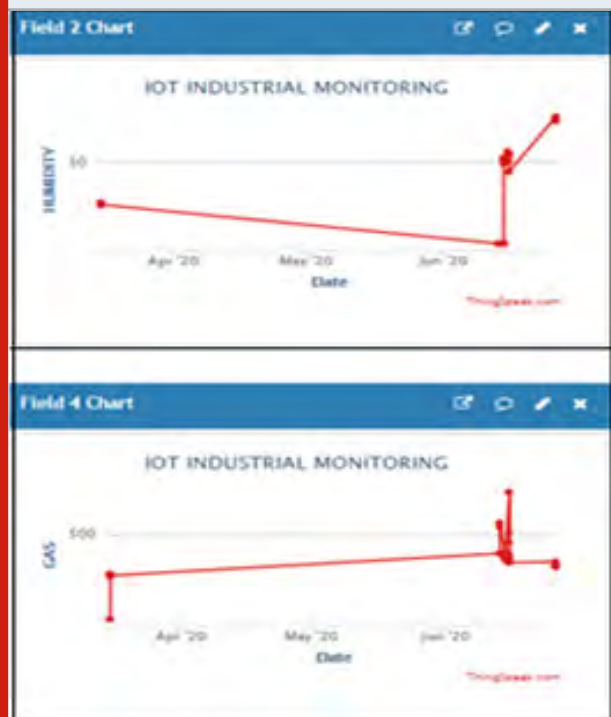 Field 2 Chart
IOT INDUSTRIAL MONITORING
HUMIDITY
50
Apr '20
May '20
Jun '20
Date
ThingSpeak.com
Field 4 Chart
IOT INDUSTRIAL MONITORING
GAS
500
Apr '20
May '20
Jun '20
Date
ThingSpeak.com